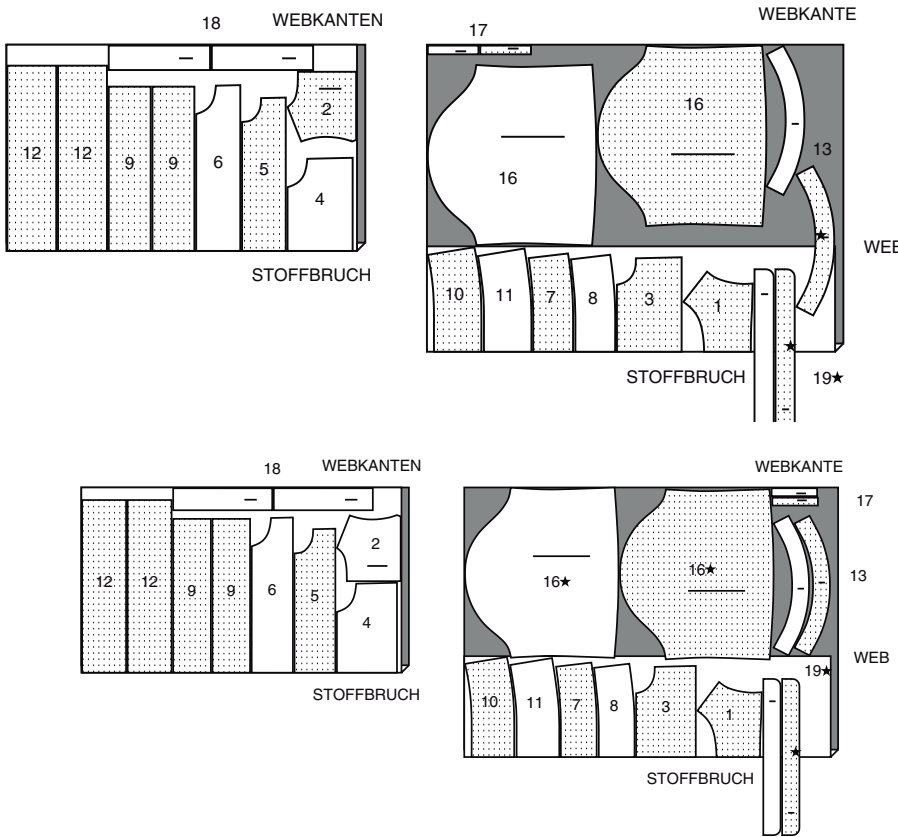 18 WEBKANTEN
12 12 9 9 6 5 2
4
STOFFBRUCH
17 WEBKANTE
16 16 13
WEB
10 11 7 8 3 1
STOFFBRUCH 19★
18 WEBKANTEN
12 12 9 9 6 5 2
4
STOFFBRUCH
WEBKANTE
17
16★ 16★ 13
WEB
19★
10 11 7 8 3 1
STOFFBRUCH